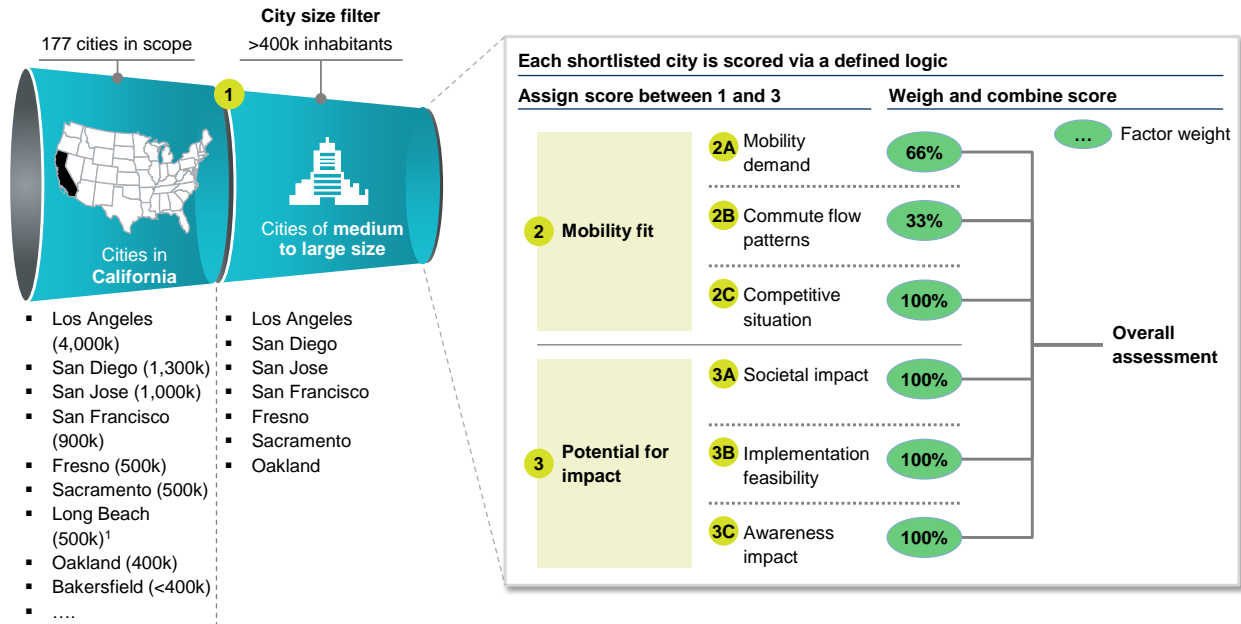 City size filter
177 cities in scope
>400k inhabitants
1
Cities in
California
Cities of medium
to large size
▪ Los Angeles
(4,000k)
▪ San Diego (1,300k)
▪ San Jose (1,000k)
▪ San Francisco
(900k)
▪ Fresno (500k)
▪ Sacramento (500k)
▪ Long Beach
(500k)¹
▪ Oakland (400k)
▪ Bakersfield (<400k)
▪ ….
▪ Los Angeles
▪ San Diego
▪ San Jose
▪ San Francisco
▪ Fresno
▪ Sacramento
▪ Oakland
Each shortlisted city is scored via a defined logic
Assign score between 1 and 3
Weigh and combine score
… Factor weight
2 Mobility fit
2A Mobility
demand
66%
2B Commute flow
patterns
33%
2C Competitive
situation
100%
3 Potential for
impact
3A Societal impact
100%
3B Implementation
feasibility
100%
3C Awareness
impact
100%
Overall
assessment